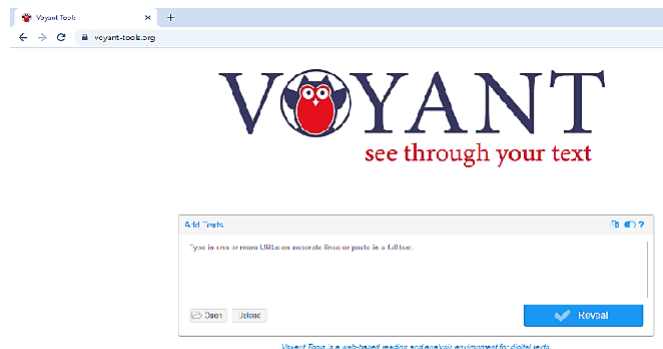 Voyant Tools
voyant-tools.org
VOYANT
see through your text
Add Texts
?
Type in one or more URLs on separate lines or paste in a full text.
Open Upload
Reveal
Voyant Tools is a web-based reading and analysis environment for digital texts.